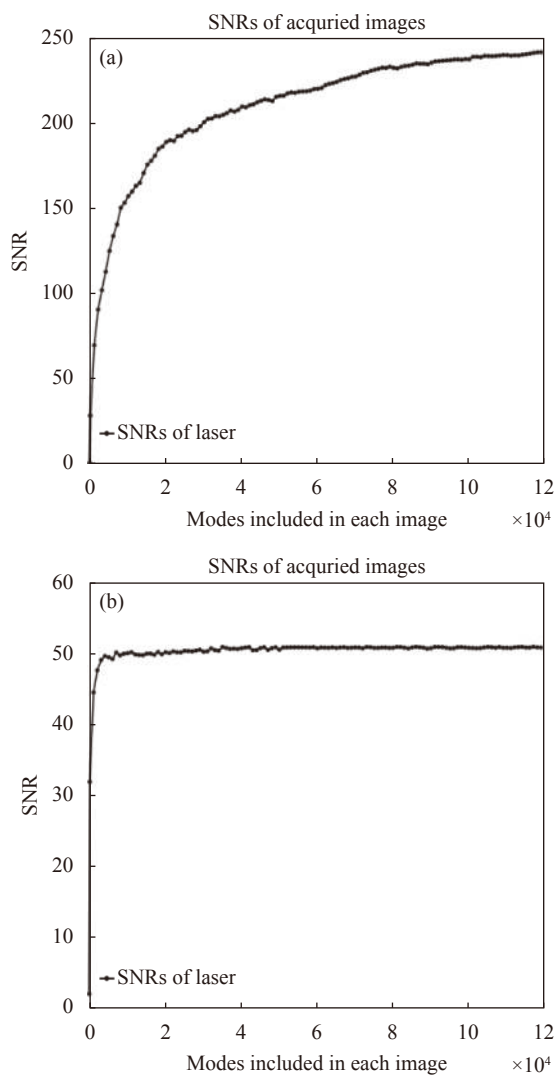 SNRs of acquried images
(a)
250
200
150
100
50
0
SNR
SNRs of laser
0 2 4 6 8 10 12
×10⁴
Modes included in each image
SNRs of acquried images
(b)
60
50
40
30
20
10
0
SNR
SNRs of laser
0 2 4 6 8 10 12
×10⁴
Modes included in each image